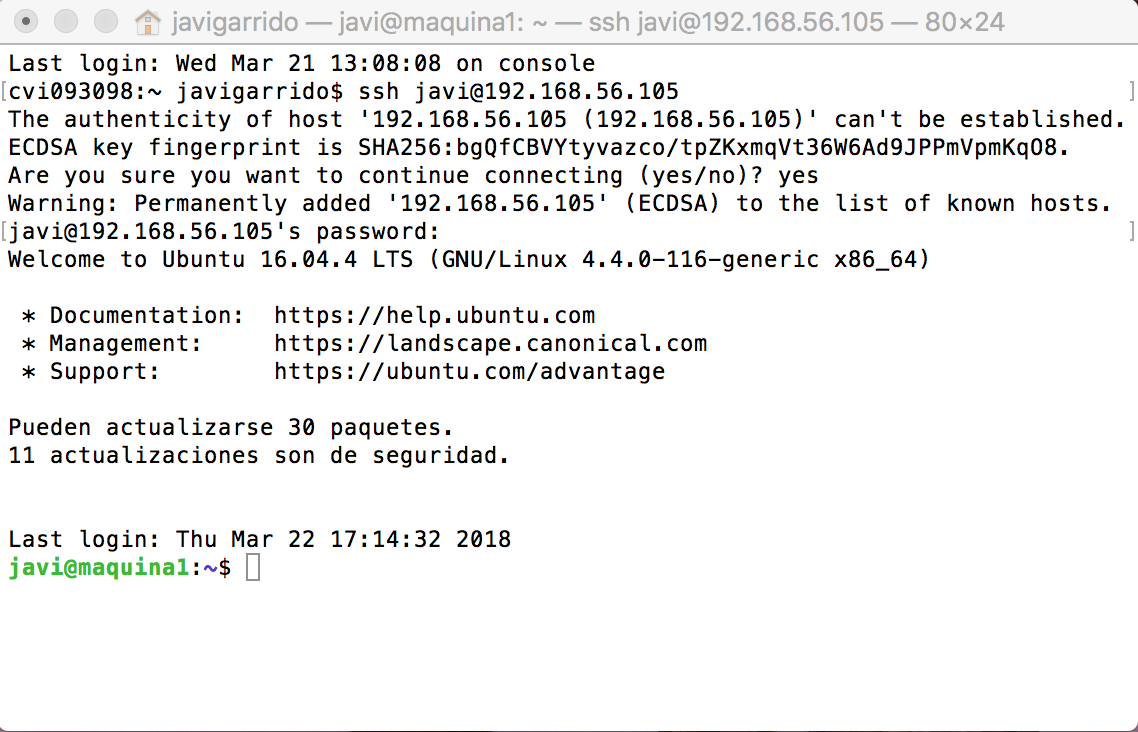 javigarrido — javi@maquina1: ~ — ssh javi@192.168.56.105 — 80×24
Last login: Wed Mar 21 13:08:08 on console
[cvi093098:~ javigarrido$ ssh javi@192.168.56.105 ]
The authenticity of host '192.168.56.105 (192.168.56.105)' can't be established.
ECDSA key fingerprint is SHA256:bgQfCBVYtyvazco/tpZKxmqVt36W6Ad9JPPmVpmKqO8.
Are you sure you want to continue connecting (yes/no)? yes
Warning: Permanently added '192.168.56.105' (ECDSA) to the list of known hosts.
[javi@192.168.56.105's password: ]
Welcome to Ubuntu 16.04.4 LTS (GNU/Linux 4.4.0-116-generic x86_64)
* Documentation: https://help.ubuntu.com
* Management: https://landscape.canonical.com
* Support: https://ubuntu.com/advantage
Pueden actualizarse 30 paquetes.
11 actualizaciones son de seguridad.
Last login: Thu Mar 22 17:14:32 2018
javi@maquina1:~$